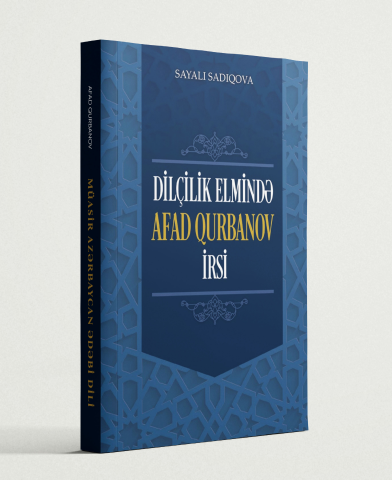 SAYALI SADIQOVA
DİLÇİLİK ELMİNDƏ
AFAD QURBANOV
İRSİ
AFAD QURBANOV
MÜASİR AZƏRBAYCAN ƏDƏBİ DİLİ